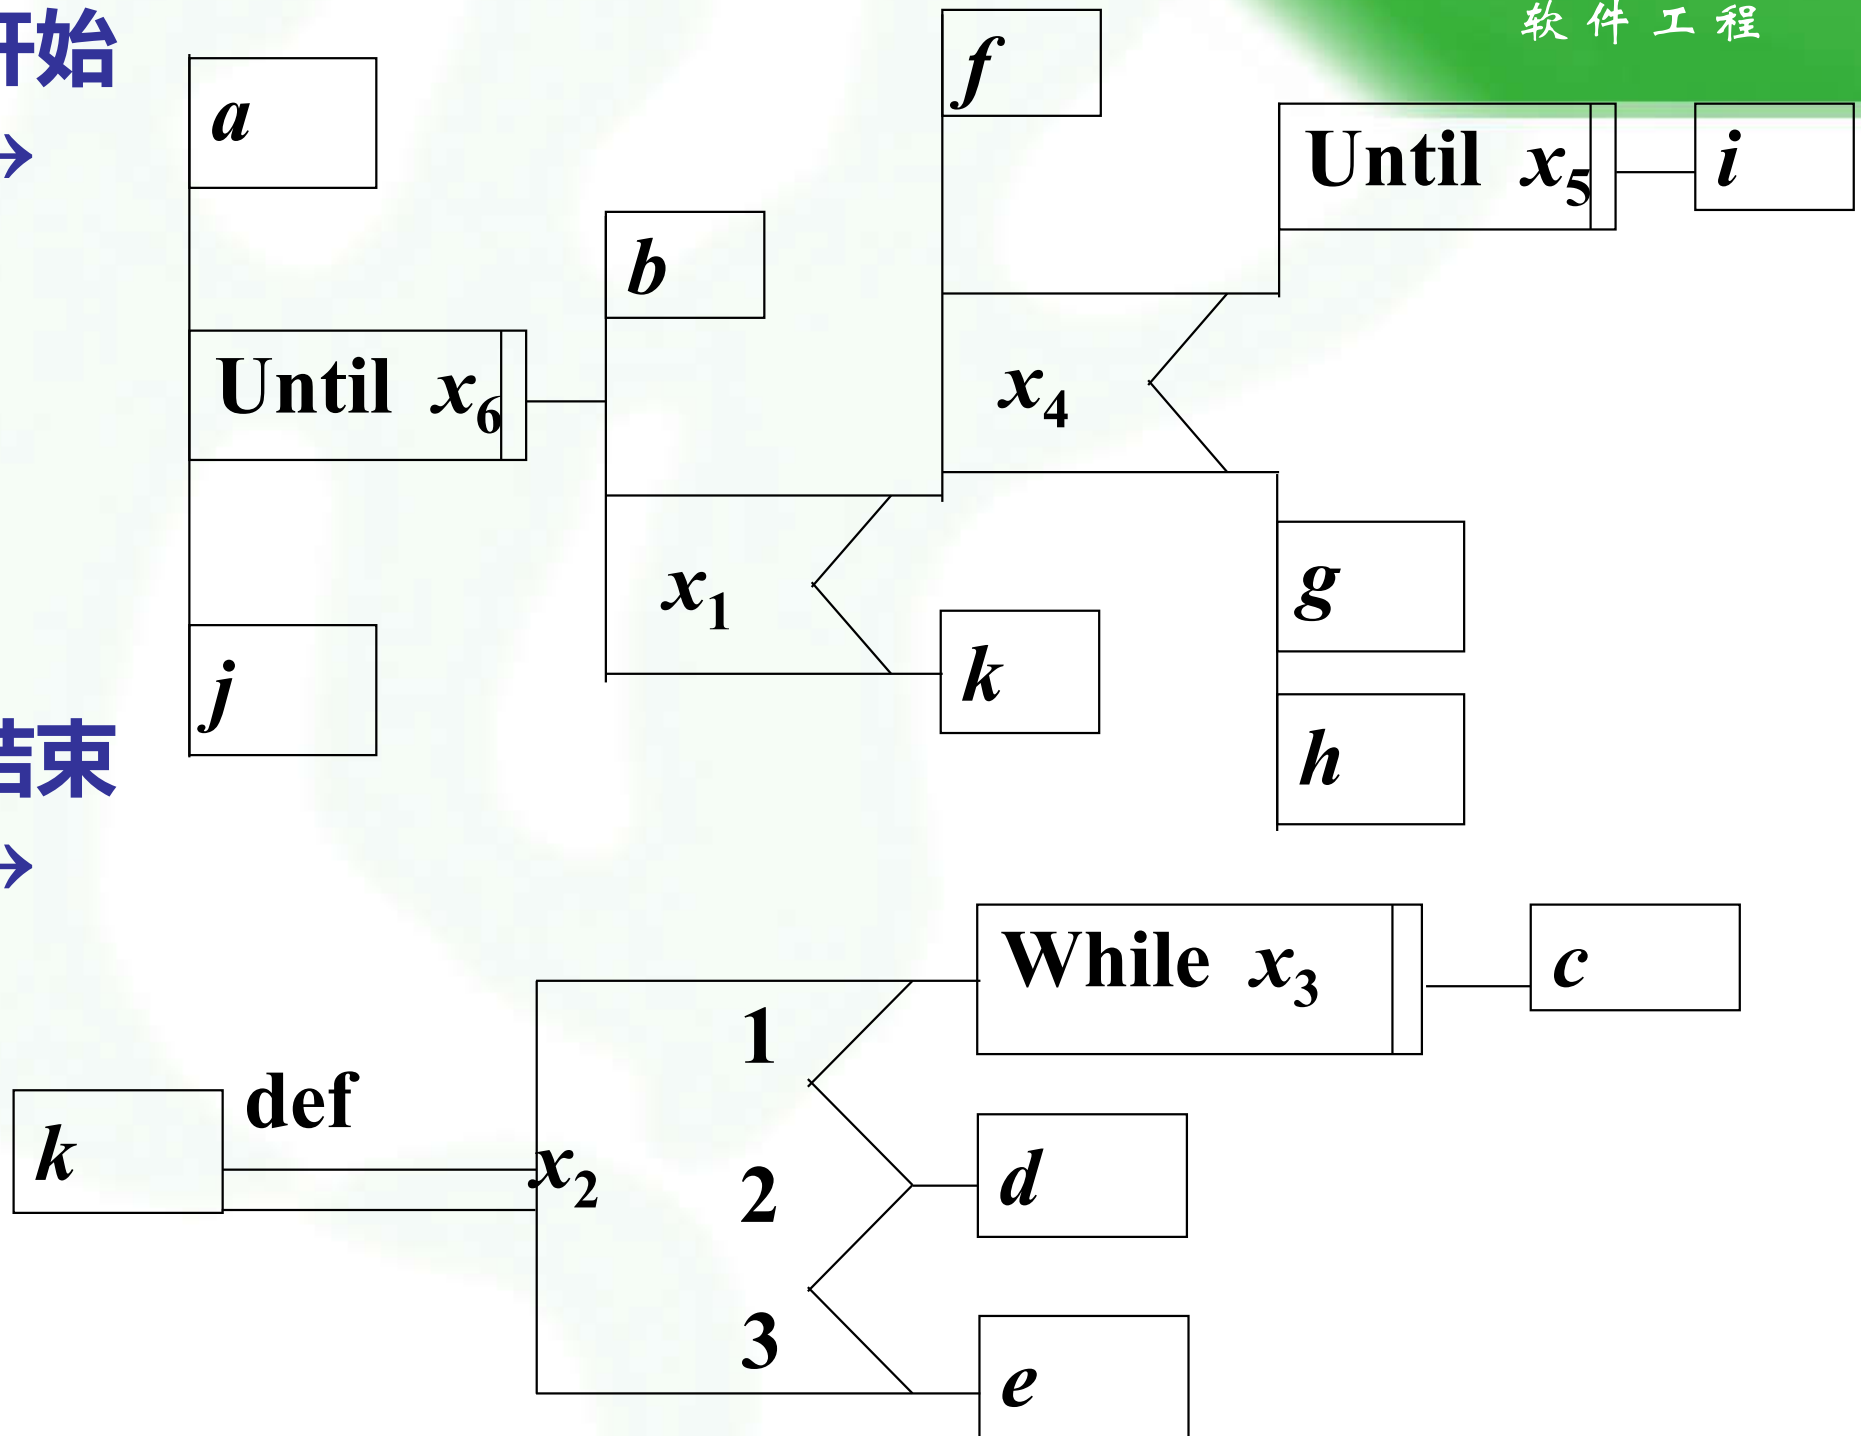 软件工程
开始
→
a
f
Until x₅
i
b
Until x₆
x₄
x₁
g
k
j
h
结束
→
While x₃
c
1
def
k
x₂
2
d
3
e